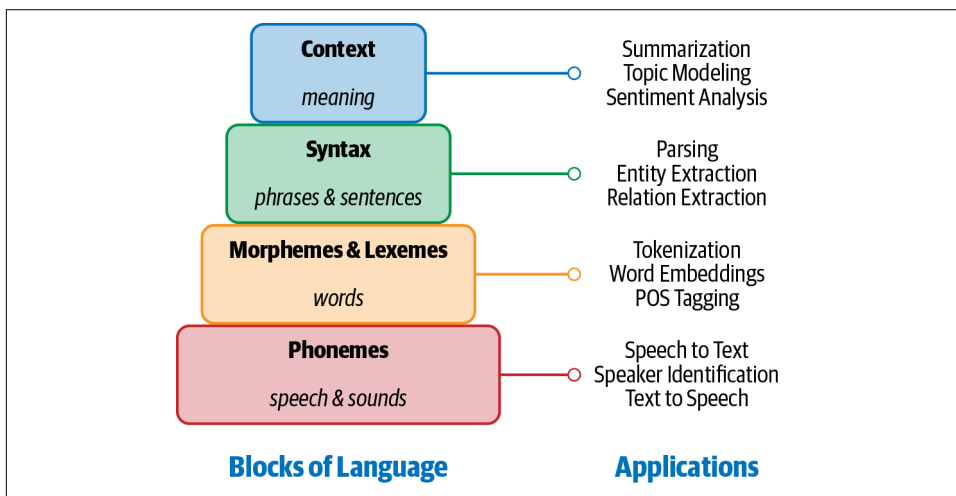 Context
meaning
Summarization
Topic Modeling
Sentiment Analysis
Syntax
phrases & sentences
Parsing
Entity Extraction
Relation Extraction
Morphemes & Lexemes
words
Tokenization
Word Embeddings
POS Tagging
Phonemes
speech & sounds
Speech to Text
Speaker Identification
Text to Speech
Blocks of Language
Applications